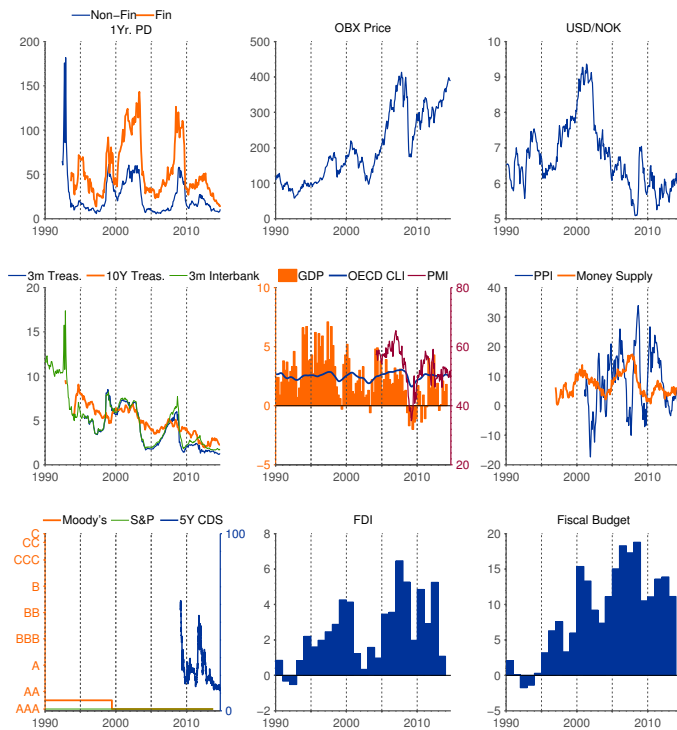 Non-Fin Fin
1Yr. PD
200
150
100
50
0
1990 2000 2010
OBX Price
500
400
300
200
100
0
1990 2000 2010
USD/NOK
10
9
8
7
6
5
1990 2000 2010
3m Treas. 10Y Treas. 3m Interbank
20
15
10
5
0
1990 2000 2010
GDP OECD CLI PMI
10
5
0
-5
80
60
40
20
1990 2000 2010
PPI Money Supply
40
30
20
10
0
-10
-20
1990 2000 2010
Moody's S&P 5Y CDS
C
CC
CCC
B
BB
BBB
A
AA
AAA
100
0
1990 2000 2010
FDI
8
6
4
2
0
-2
1990 2000 2010
Fiscal Budget
20
15
10
5
0
-5
1990 2000 2010